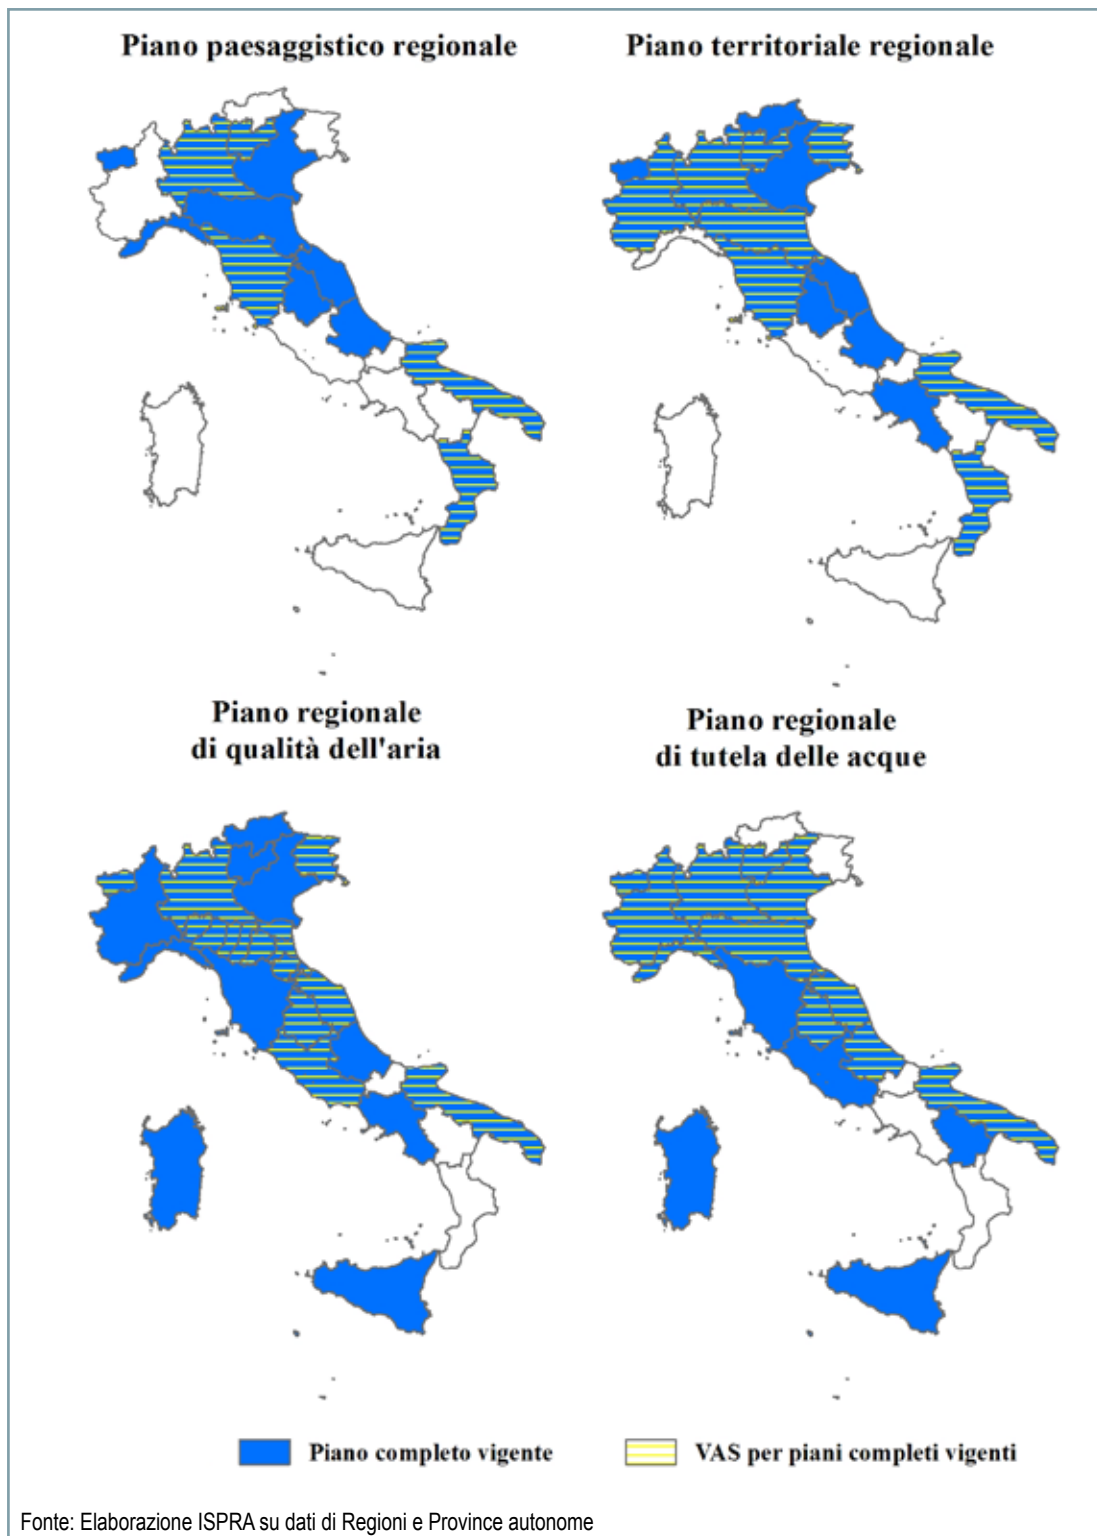 Piano paesaggistico regionale
Piano territoriale regionale
Piano regionale
di qualità dell'aria
Piano regionale
di tutela delle acque
Piano completo vigente
VAS per piani completi vigenti
Fonte: Elaborazione ISPRA su dati di Regioni e Province autonome